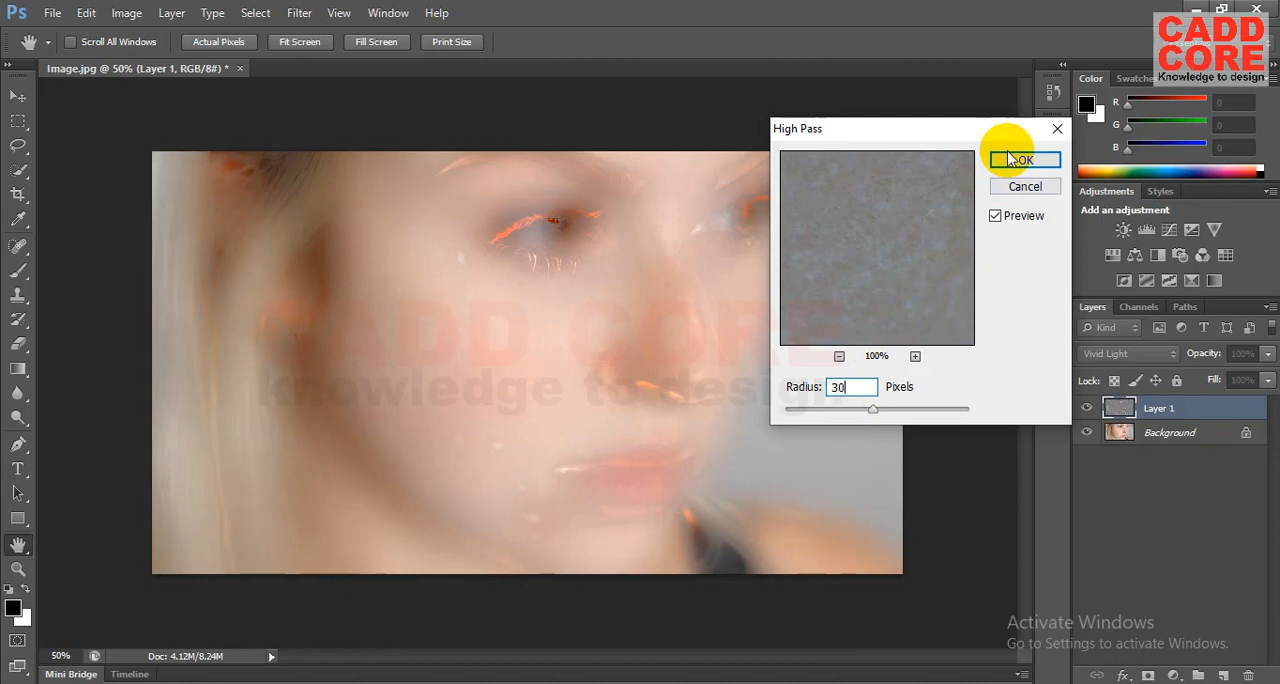 Ps File Edit Image Layer Type Select Filter View Window Help
Scroll All Windows Actual Pixels Fit Screen Fill Screen Print Size
CADD
CORE
Knowledge to design
Image.jpg @ 50% (Layer 1, RGB/8#) * ×
Color Swatches
R 0
G 0
B 0
High Pass
OK
Cancel
Preview
100%
Radius: 30 Pixels
Adjustments Styles
Add an adjustment
Layers Channels Paths
Kind
Vivid Light Opacity: 100%
Lock: Fill: 100%
Layer 1
Background
CADD CORE
knowledge to design
Activate Windows
Go to Settings to activate Windows.
50% Doc: 4.12M/8.24M
Mini Bridge Timeline
fx